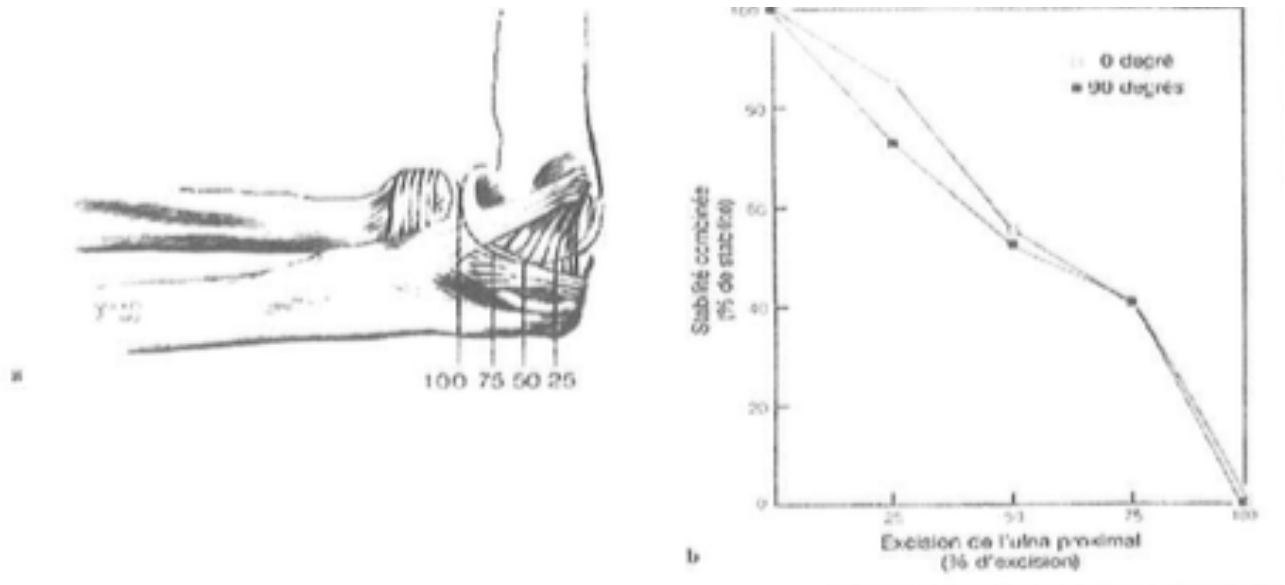 100 75 50 25
a
100
0 degré
90 degrés
60
40
20
0
Stabilité combinée
(% de stabilité)
25 50 75 100
Excision de l'ulna proximal
(% d'excision)
b